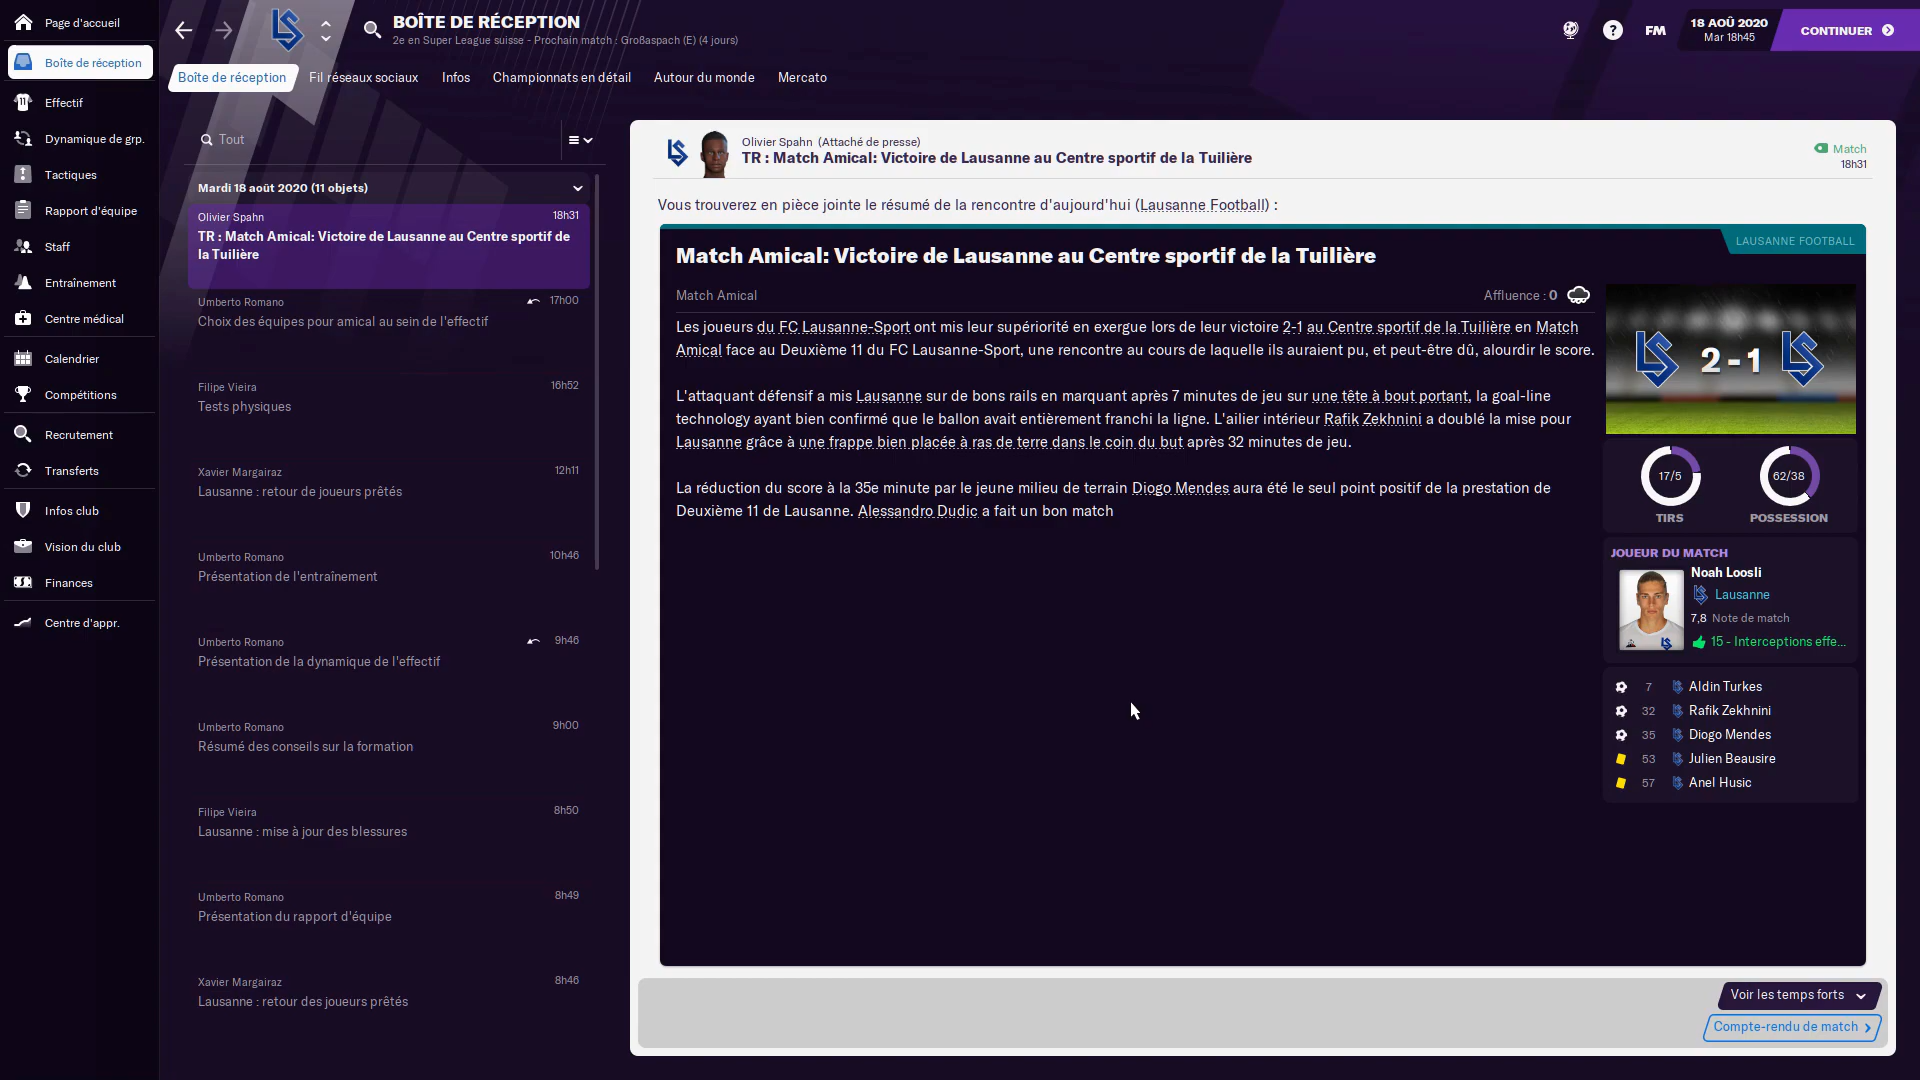 Page d'accueil
Boîte de réception
Effectif
Dynamique de grp.
Tactiques
Rapport d'équipe
Staff
Entraînement
Centre médical
Calendrier
Compétitions
Recrutement
Transferts
Infos club
Vision du club
Finances
Centre d'appr.
BOÎTE DE RÉCEPTION
2e en Super League suisse - Prochain match : Großaspach (E) (4 jours)
FM
18 AOÛ 2020
Mar 18h45
CONTINUER
Boîte de réception
Fil réseaux sociaux
Infos
Championnats en détail
Autour du monde
Mercato
Tout
Mardi 18 août 2020 (11 objets)
Olivier Spahn 18h31
TR : Match Amical: Victoire de Lausanne au Centre sportif de
la Tuilière
Umberto Romano 17h00
Choix des équipes pour amical au sein de l'effectif
Filipe Vieira 16h52
Tests physiques
Xavier Margairaz 12h11
Lausanne : retour de joueurs prêtés
Umberto Romano 10h46
Présentation de l'entraînement
Umberto Romano 9h46
Présentation de la dynamique de l'effectif
Umberto Romano 9h00
Résumé des conseils sur la formation
Filipe Vieira 8h50
Lausanne : mise à jour des blessures
Umberto Romano 8h49
Présentation du rapport d'équipe
Xavier Margairaz 8h46
Lausanne : retour des joueurs prêtés
Olivier Spahn (Attaché de presse)
TR : Match Amical: Victoire de Lausanne au Centre sportif de la Tuilière
Match
18h31
Vous trouverez en pièce jointe le résumé de la rencontre d'aujourd'hui (Lausanne Football) :
LAUSANNE FOOTBALL
Match Amical: Victoire de Lausanne au Centre sportif de la Tuilière
Match Amical
Affluence : 0
Les joueurs du FC Lausanne-Sport ont mis leur supériorité en exergue lors de leur victoire 2-1 au Centre sportif de la Tuilière en Match
Amical face au Deuxième 11 du FC Lausanne-Sport, une rencontre au cours de laquelle ils auraient pu, et peut-être dû, alourdir le score.
L'attaquant défensif a mis Lausanne sur de bons rails en marquant après 7 minutes de jeu sur une tête à bout portant, la goal-line
technology ayant bien confirmé que le ballon avait entièrement franchi la ligne. L'ailier intérieur Rafik Zekhnini a doublé la mise pour
Lausanne grâce à une frappe bien placée à ras de terre dans le coin du but après 32 minutes de jeu.
La réduction du score à la 35e minute par le jeune milieu de terrain Diogo Mendes aura été le seul point positif de la prestation de
Deuxième 11 de Lausanne. Alessandro Dudic a fait un bon match
2 - 1
17/5
TIRS
62/38
POSSESSION
JOUEUR DU MATCH
Noah Loosli
Lausanne
7,8 Note de match
15 - Interceptions effe...
7 Aldin Turkes
32 Rafik Zekhnini
35 Diogo Mendes
53 Julien Beausire
57 Anel Husic
Voir les temps forts
Compte-rendu de match